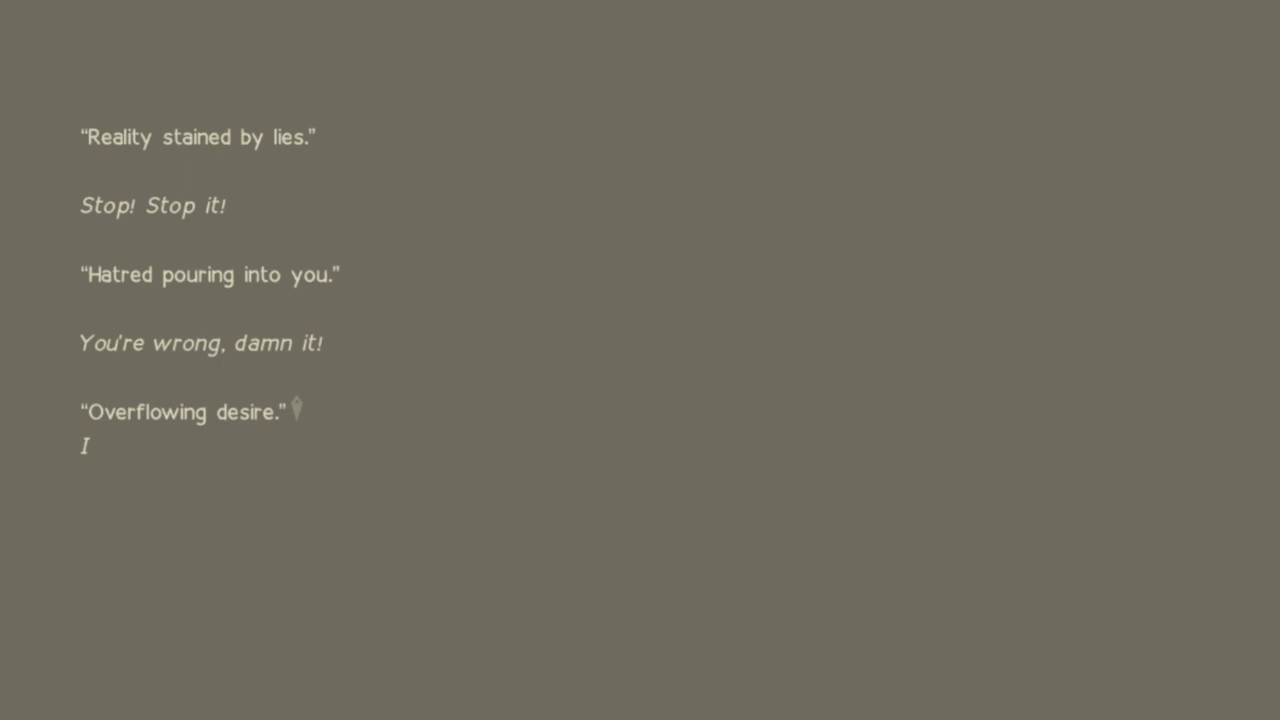 “Reality stained by lies.”
Stop! Stop it!
“Hatred pouring into you.”
You're wrong, damn it!
“Overflowing desire.”
I